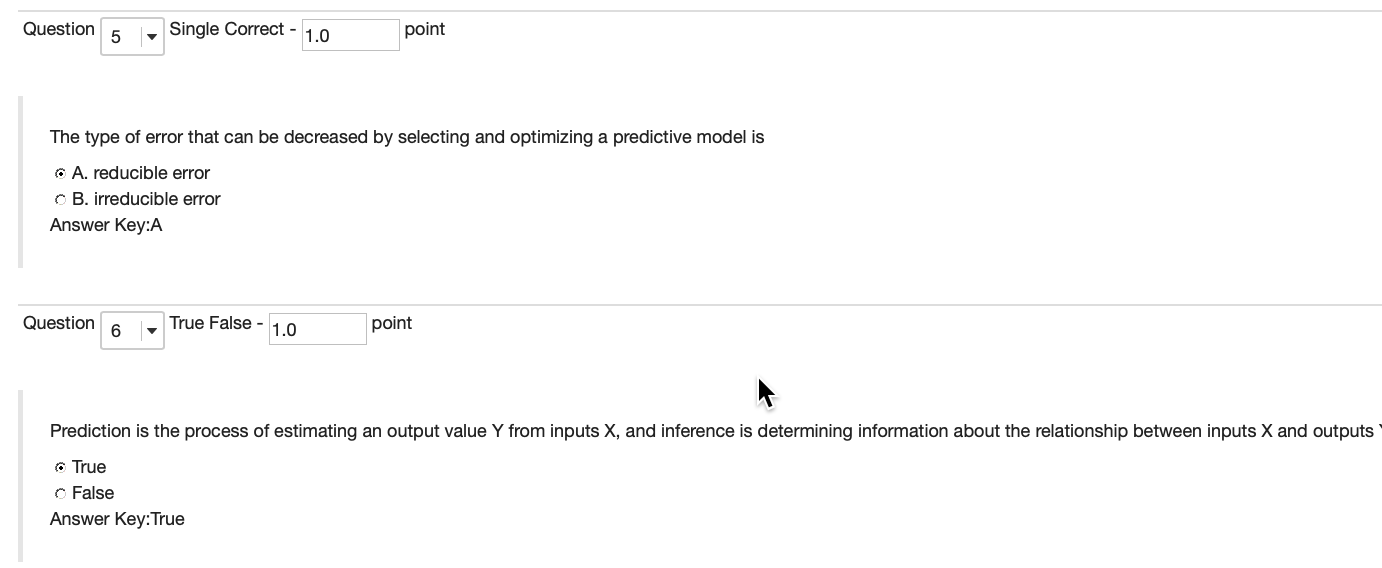 Question 5 Single Correct - 1.0 point
The type of error that can be decreased by selecting and optimizing a predictive model is
A. reducible error
B. irreducible error
Answer Key:A
Question 6 True False - 1.0 point
Prediction is the process of estimating an output value Y from inputs X, and inference is determining information about the relationship between inputs X and outputs
True
False
Answer Key:True